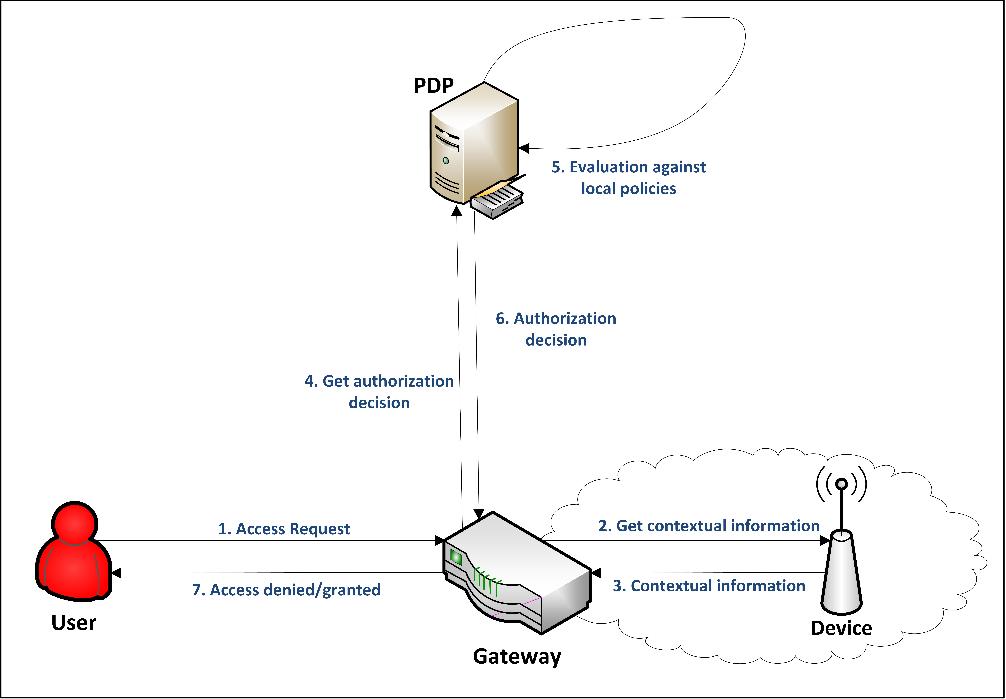 PDP
5. Evaluation against
local policies
6. Authorization
decision
4. Get authorization
decision
1. Access Request
2. Get contextual information
7. Access denied/granted
3. Contextual information
User
Gateway
Device